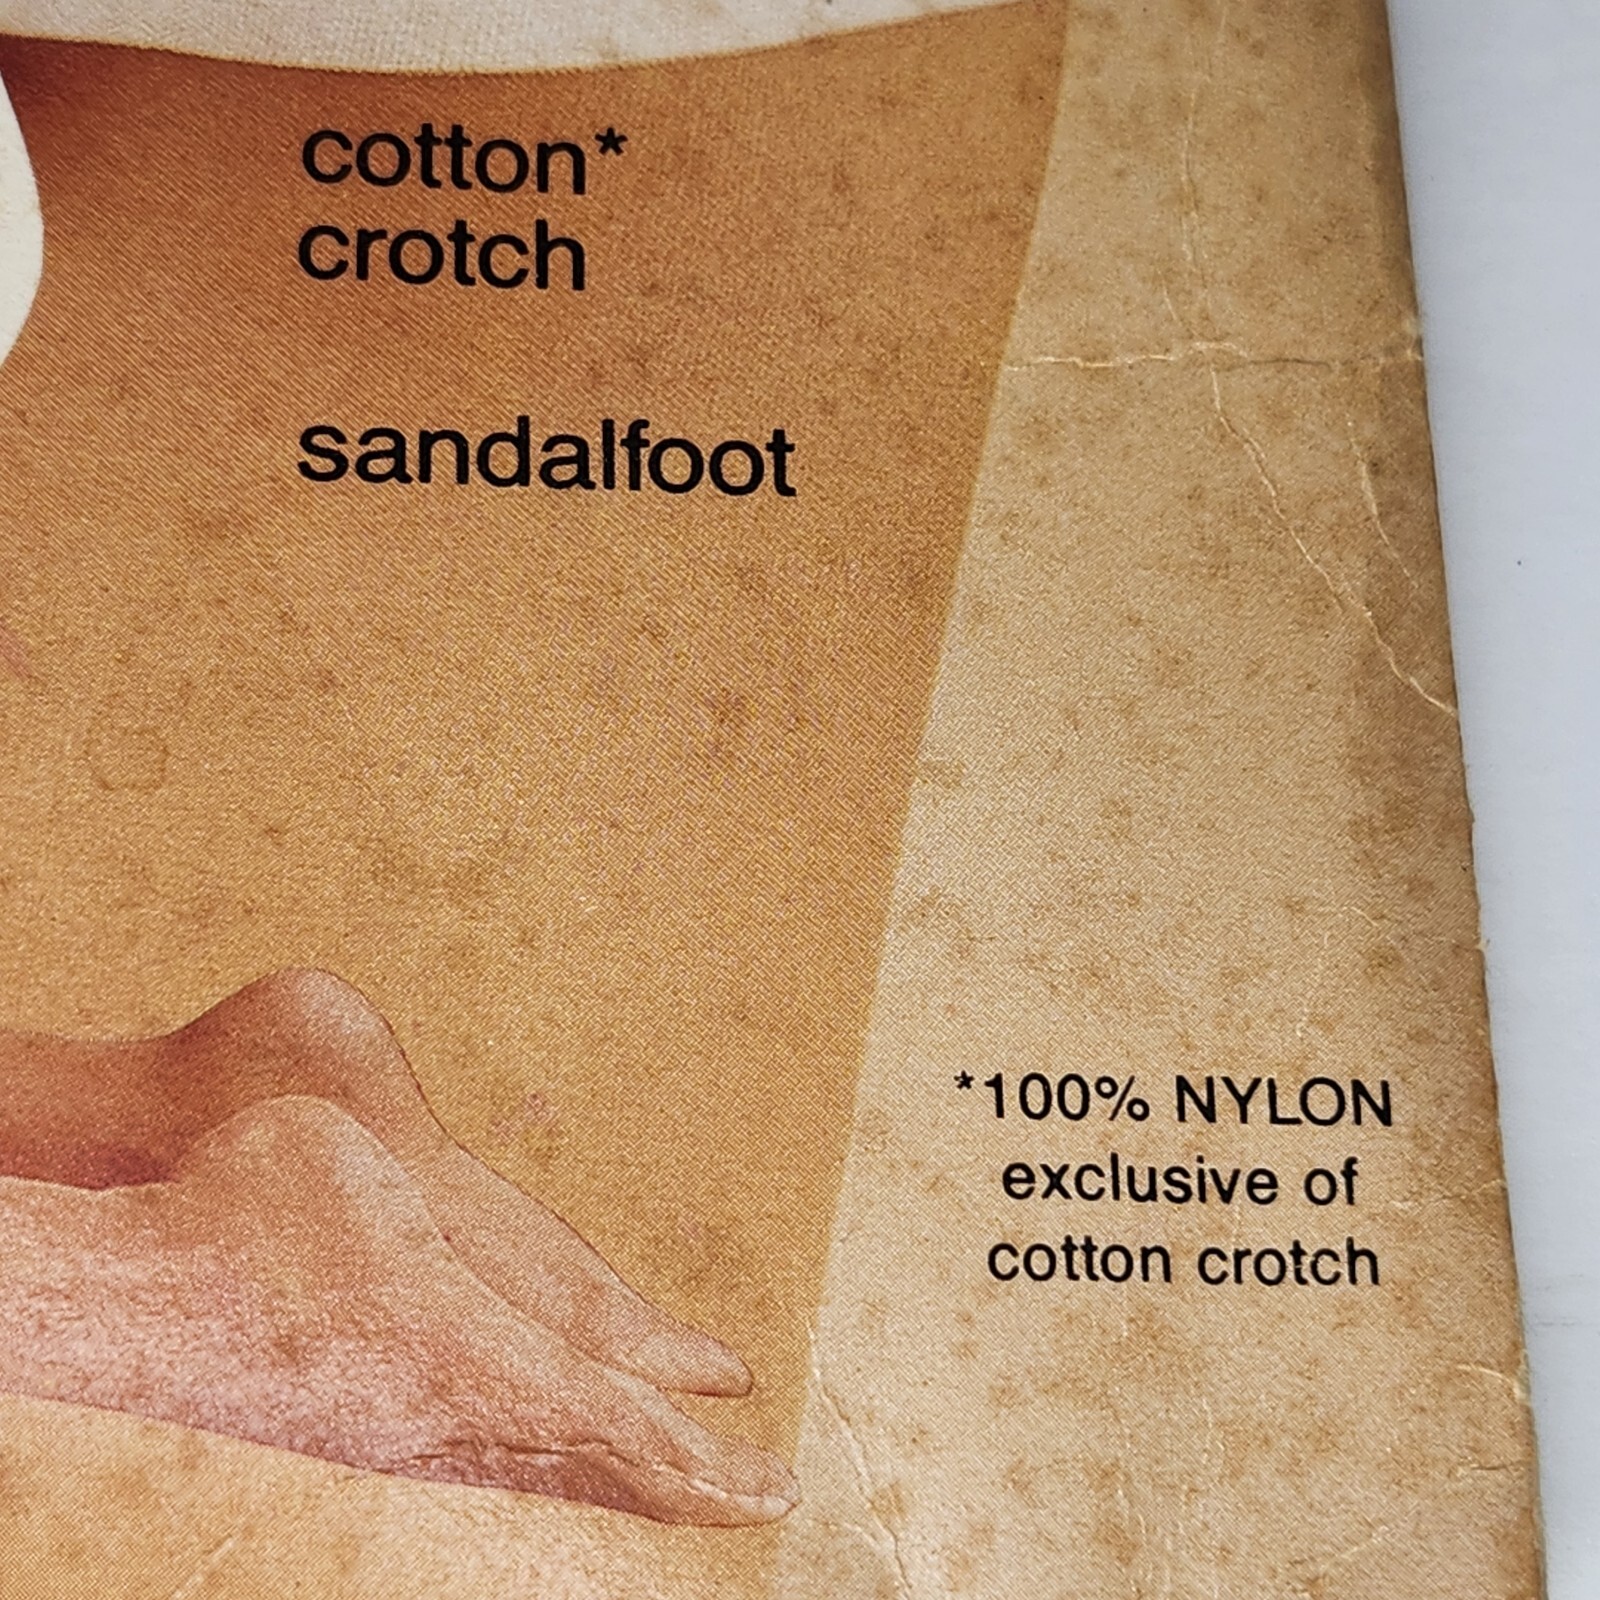 cotton*
crotch
sandalfoot
*100% NYLON
exclusive of
cotton crotch